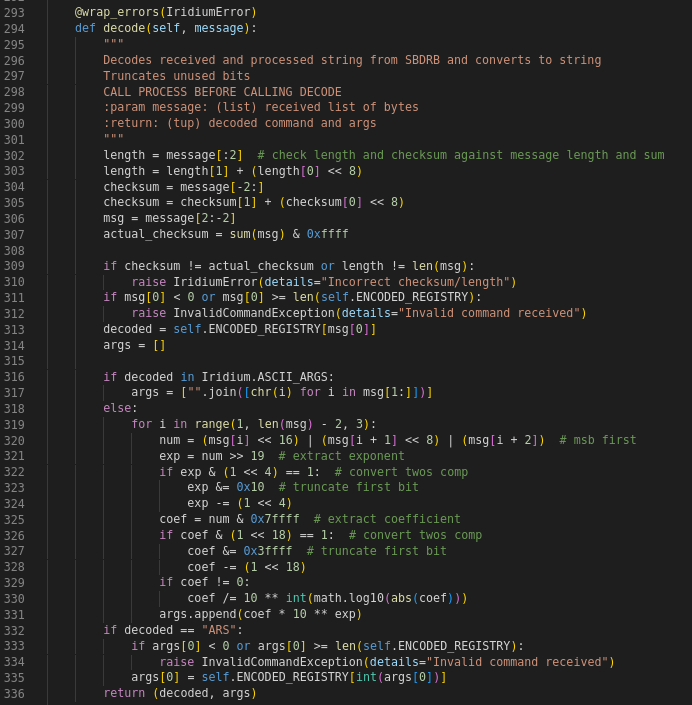 293 @wrap_errors(IridiumError)
294 def decode(self, message):
295 """
296 Decodes received and processed string from SBDRB and converts to string
297 Truncates unused bits
298 CALL PROCESS BEFORE CALLING DECODE
299 :param message: (list) received list of bytes
300 :return: (tup) decoded command and args
301 """
302 length = message[:2]  # check length and checksum against message length and sum
303 length = length[1] + (length[0] << 8)
304 checksum = message[-2:]
305 checksum = checksum[1] + (checksum[0] << 8)
306 msg = message[2:-2]
307 actual_checksum = sum(msg) & 0xffff
308
309 if checksum != actual_checksum or length != len(msg):
310 raise IridiumError(details="Incorrect checksum/length")
311 if msg[0] < 0 or msg[0] >= len(self.ENCODED_REGISTRY):
312 raise InvalidCommandException(details="Invalid command received")
313 decoded = self.ENCODED_REGISTRY[msg[0]]
314 args = []
315
316 if decoded in Iridium.ASCII_ARGS:
317 args = ["".join([chr(i) for i in msg[1:]])]
318 else:
319 for i in range(1, len(msg) - 2, 3):
320 num = (msg[i] << 16) | (msg[i + 1] << 8) | (msg[i + 2])  # msb first
321 exp = num >> 19  # extract exponent
322 if exp & (1 << 4) == 1:  # convert twos comp
323 exp &= 0x10  # truncate first bit
324 exp -= (1 << 4)
325 coef = num & 0x7ffff  # extract coefficient
326 if coef & (1 << 18) == 1:  # convert twos comp
327 coef &= 0x3ffff  # truncate first bit
328 coef -= (1 << 18)
329 if coef != 0:
330 coef /= 10 ** int(math.log10(abs(coef)))
331 args.append(coef * 10 ** exp)
332 if decoded == "ARS":
333 if args[0] < 0 or args[0] >= len(self.ENCODED_REGISTRY):
334 raise InvalidCommandException(details="Invalid command received")
335 args[0] = self.ENCODED_REGISTRY[int(args[0])]
336 return (decoded, args)